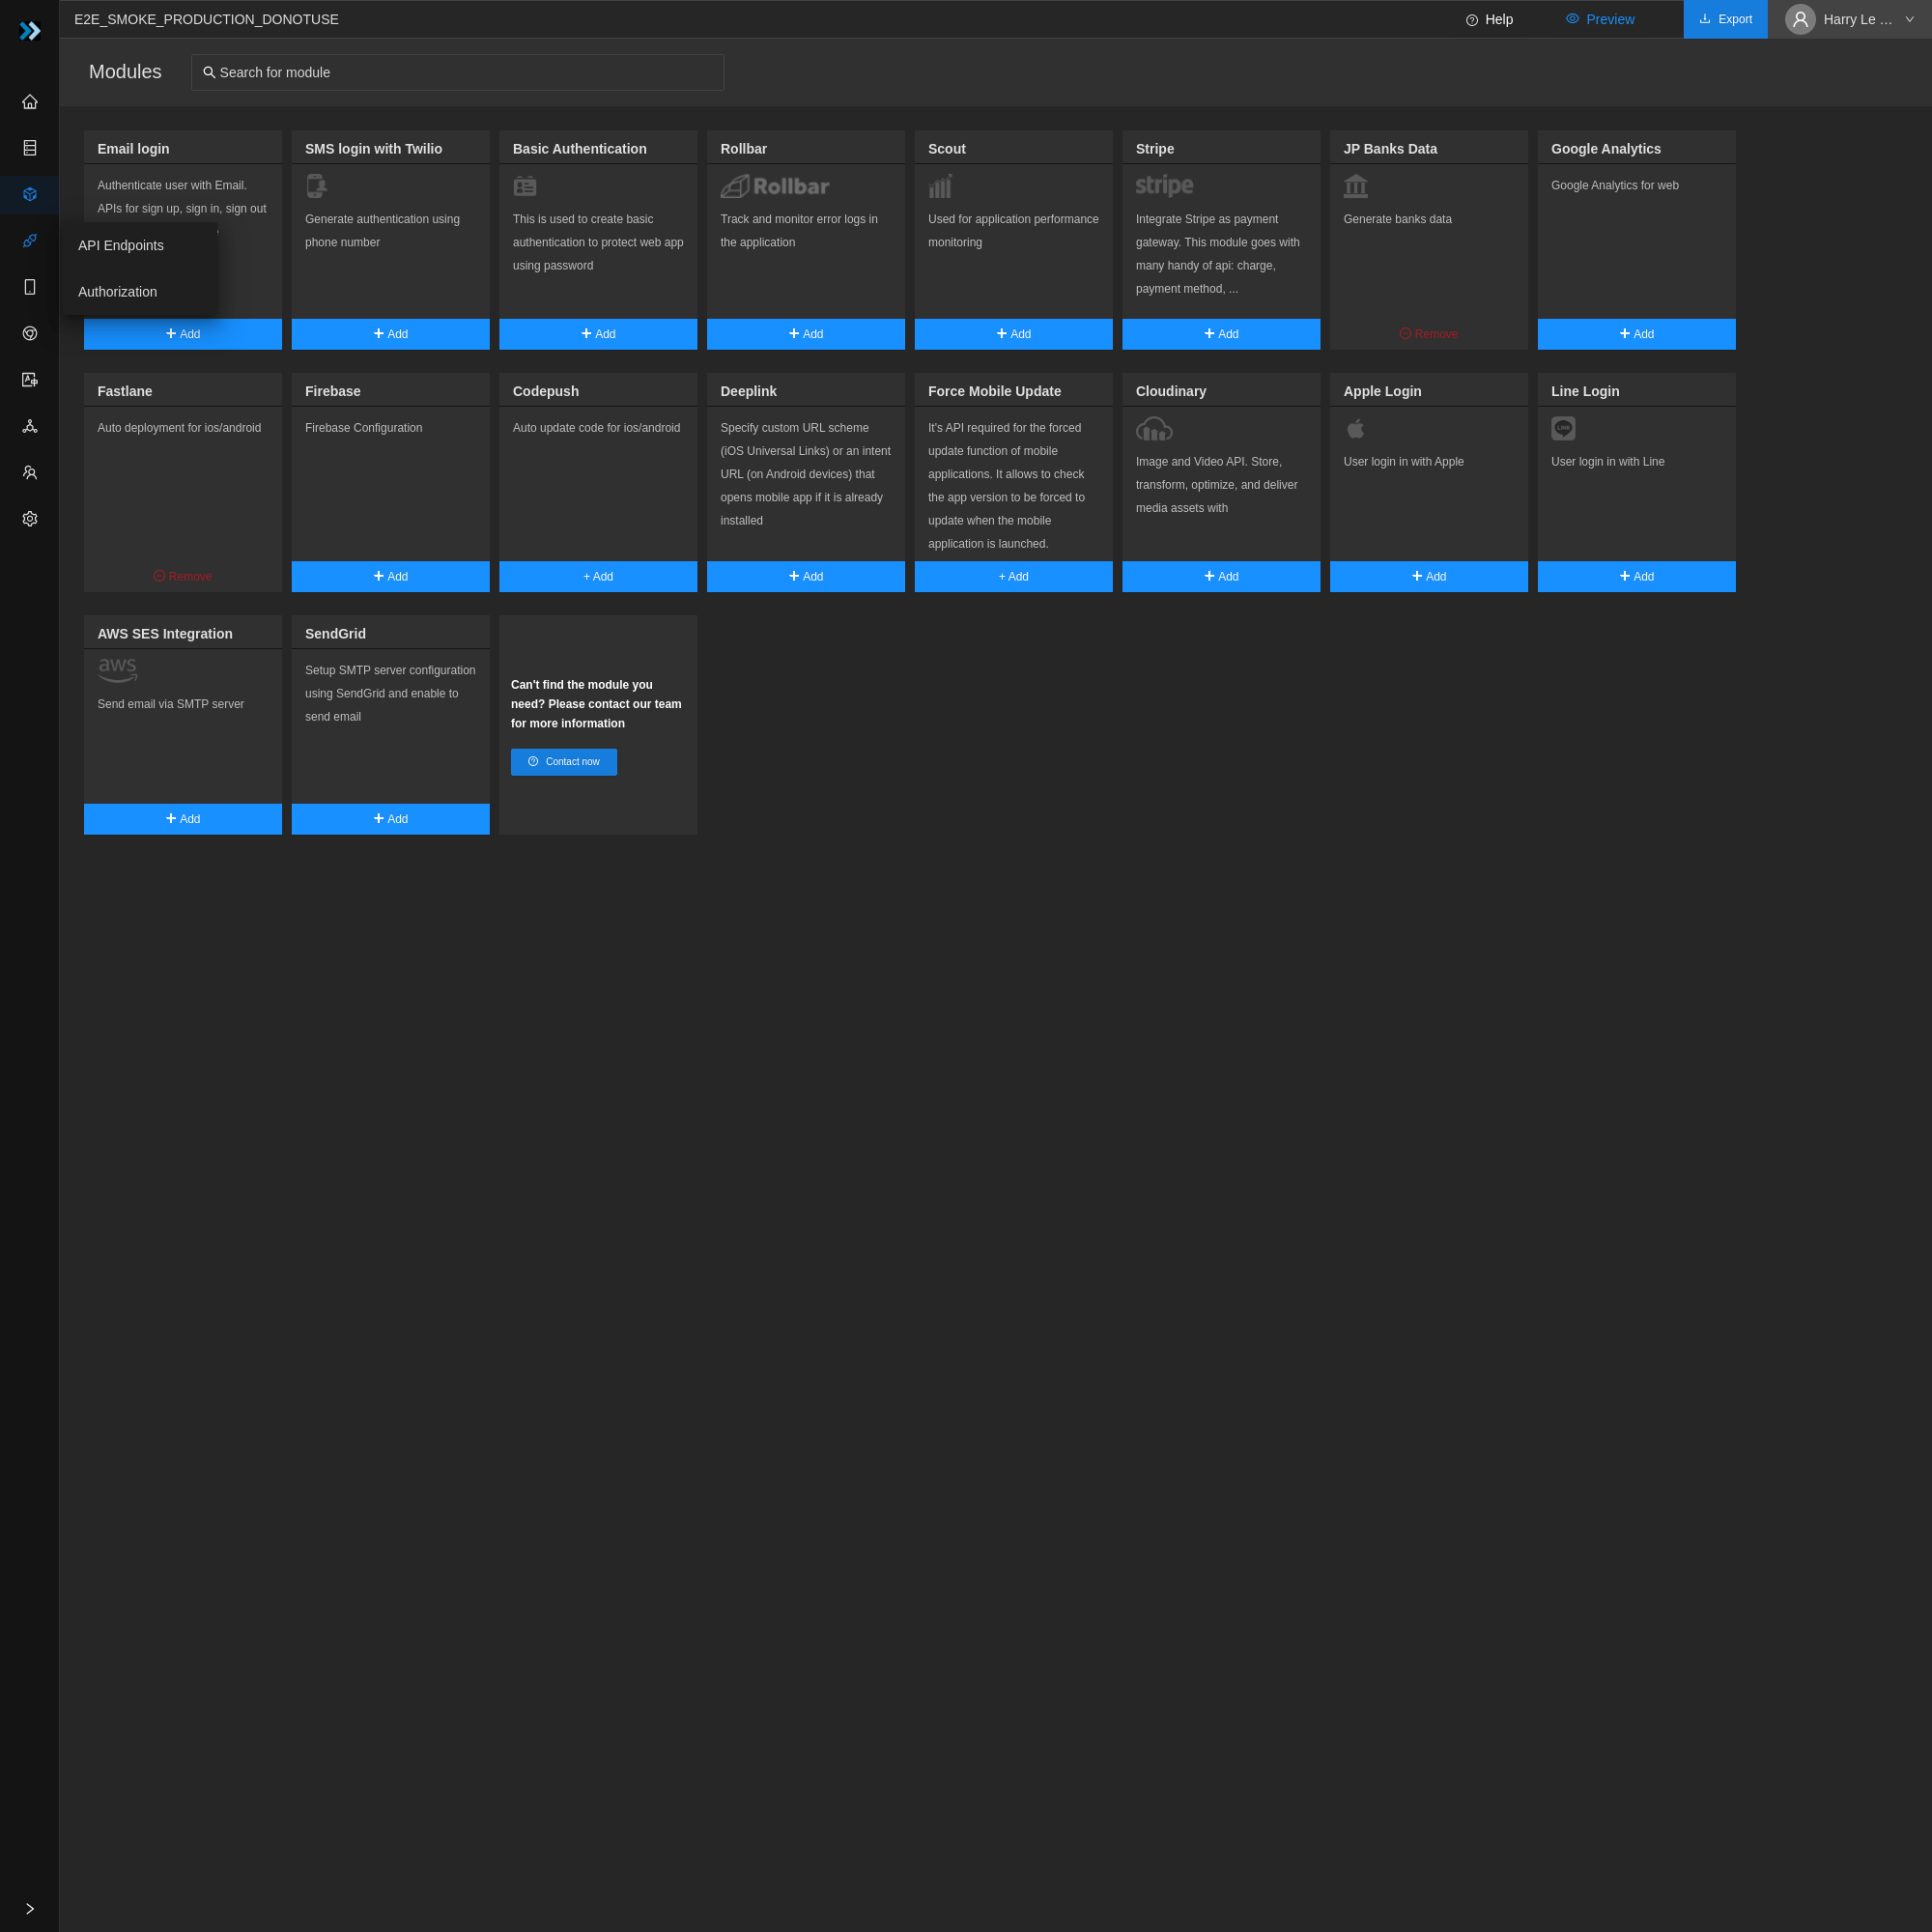 E2E_SMOKE_PRODUCTION_DONOTUSE
Help
Preview
Export
Harry Le ...
Modules
Search for module
Email login
Authenticate user with Email.
APIs for sign up, sign in, sign out
API Endpoints
Authorization
Add
SMS login with Twilio
Generate authentication using
phone number
Add
Basic Authentication
This is used to create basic
authentication to protect web app
using password
Add
Rollbar
Rollbar
Track and monitor error logs in
the application
Add
Scout
Used for application performance
monitoring
Add
Stripe
stripe
Integrate Stripe as payment
gateway. This module goes with
many handy of api: charge,
payment method, ...
Add
JP Banks Data
Generate banks data
Remove
Google Analytics
Google Analytics for web
Add
Fastlane
Auto deployment for ios/android
Remove
Firebase
Firebase Configuration
Add
Codepush
Auto update code for ios/android
+ Add
Deeplink
Specify custom URL scheme
(iOS Universal Links) or an intent
URL (on Android devices) that
opens mobile app if it is already
installed
Add
Force Mobile Update
It's API required for the forced
update function of mobile
applications. It allows to check
the app version to be forced to
update when the mobile
application is launched.
+ Add
Cloudinary
Image and Video API. Store,
transform, optimize, and deliver
media assets with
Add
Apple Login
User login in with Apple
Add
Line Login
LINE
User login in with Line
Add
AWS SES Integration
aws
Send email via SMTP server
Add
SendGrid
Setup SMTP server configuration
using SendGrid and enable to
send email
Add
Can't find the module you
need? Please contact our team
for more information
Contact now